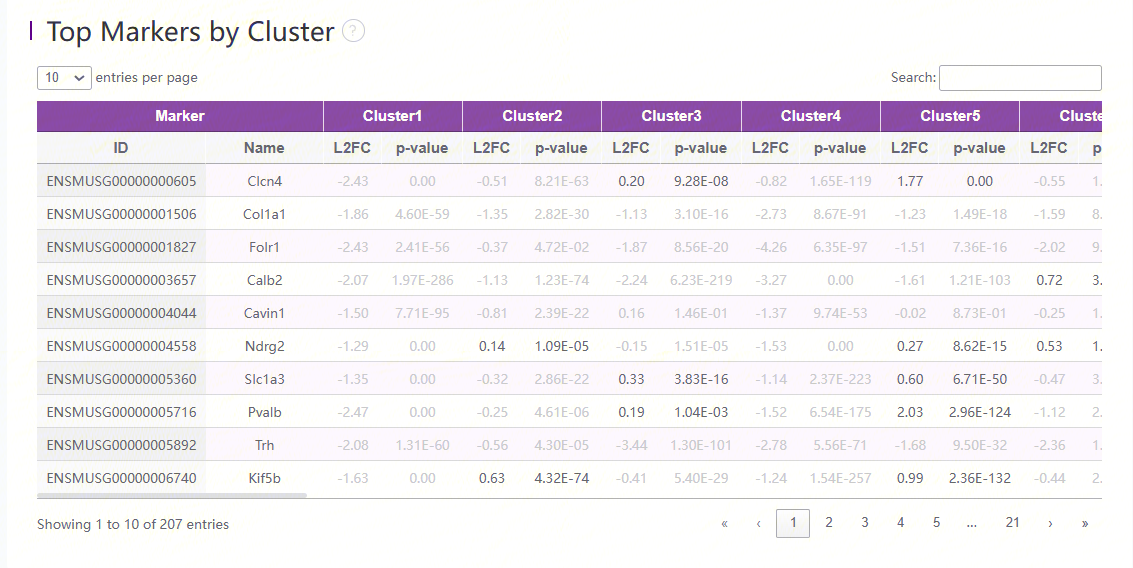 Top Markers by Cluster ?
10 entries per page Search:
Marker Cluster1 Cluster2 Cluster3 Cluster4 Cluster5 Cluste
ID Name L2FC p-value L2FC p-value L2FC p-value L2FC p-value L2FC p-value L2FC p
ENSMUSG00000000605 Clcn4 -2.43 0.00 -0.51 8.21E-63 0.20 9.28E-08 -0.82 1.65E-119 1.77 0.00 -0.55 1.
ENSMUSG00000001506 Col1a1 -1.86 4.60E-59 -1.35 2.82E-30 -1.13 3.10E-16 -2.73 8.67E-91 -1.23 1.49E-18 -1.59 8.
ENSMUSG00000001827 Folr1 -2.43 2.41E-56 -0.37 4.72E-02 -1.87 8.56E-20 -4.26 6.35E-97 -1.51 7.36E-16 -2.02 9.
ENSMUSG00000003657 Calb2 -2.07 1.97E-286 -1.13 1.23E-74 -2.24 6.23E-219 -3.27 0.00 -1.61 1.21E-103 0.72 3.
ENSMUSG00000004044 Cavin1 -1.50 7.71E-95 -0.81 2.39E-22 0.16 1.46E-01 -1.37 9.74E-53 -0.02 8.73E-01 -0.25 1.
ENSMUSG00000004558 Ndrg2 -1.29 0.00 0.14 1.09E-05 -0.15 1.51E-05 -1.53 0.00 0.27 8.62E-15 0.53 1.
ENSMUSG00000005360 Slc1a3 -1.35 0.00 -0.32 2.86E-22 0.33 3.83E-16 -1.14 2.37E-223 0.60 6.71E-50 -0.47 3.
ENSMUSG00000005716 Pvalb -2.47 0.00 -0.25 4.61E-06 0.19 1.04E-03 -1.52 6.54E-175 2.03 2.96E-124 -1.12 2.
ENSMUSG00000005892 Trh -2.08 1.31E-60 -0.56 4.30E-05 -3.44 1.30E-101 -2.78 5.56E-71 -1.68 9.50E-32 -2.36 1.
ENSMUSG00000006740 Kif5b -1.63 0.00 0.63 4.32E-74 -0.41 5.40E-29 -1.24 1.54E-257 0.99 2.36E-132 -0.44 2.
Showing 1 to 10 of 207 entries « ‹ 1 2 3 4 5 ... 21 › »